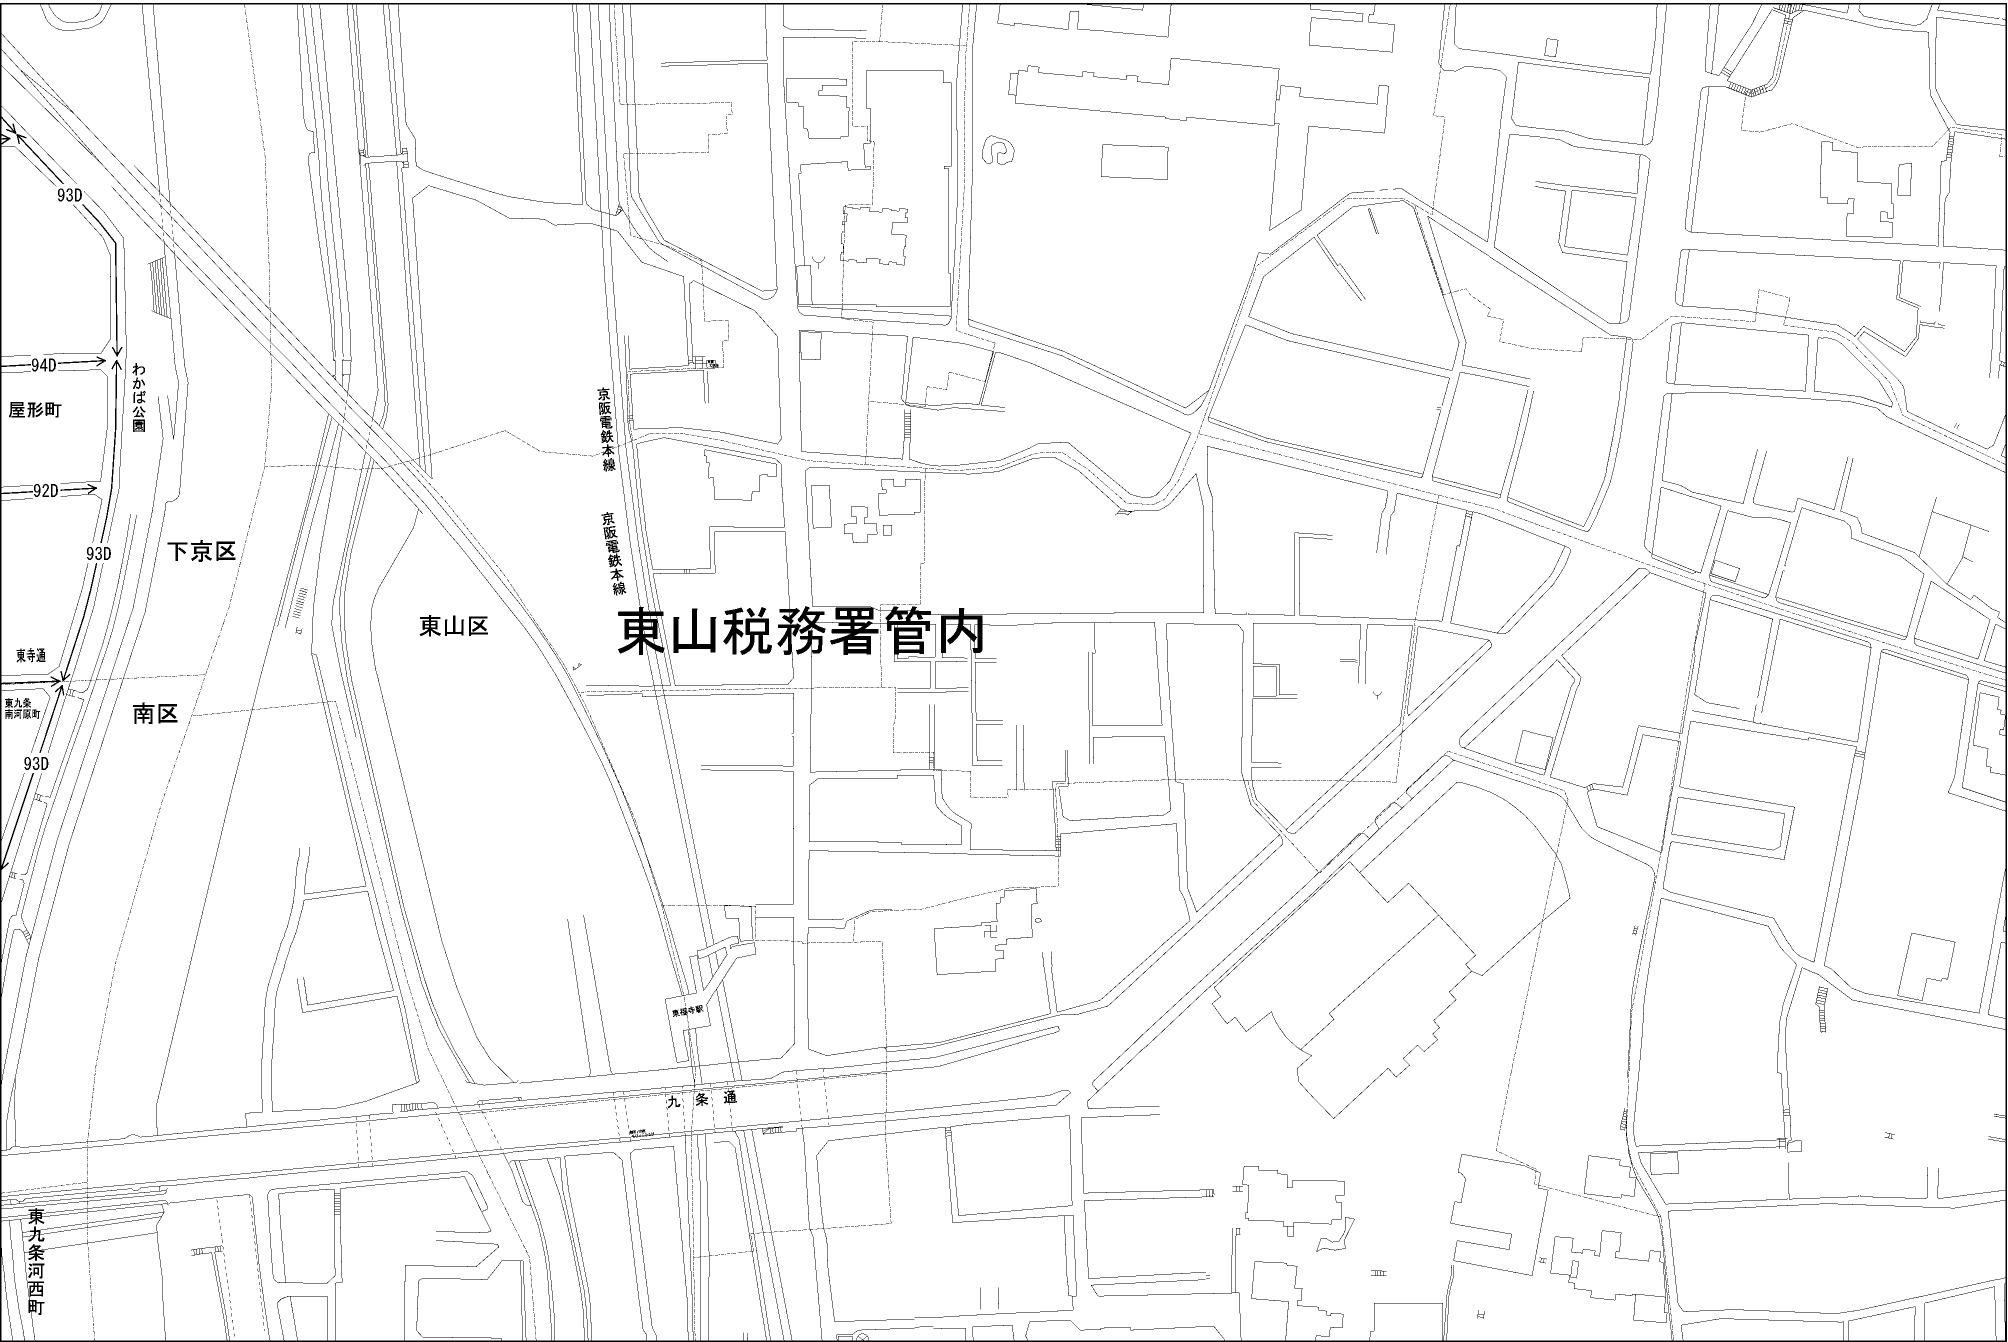 93D
94D
わかば公園
屋形町
京阪電鉄本線
92D
京阪電鉄本線
93D
下京区
東山区
東山税務署管内
東寺通
東九条
南河原町
南区
93D
東福寺駅
九条通
東九条河西町